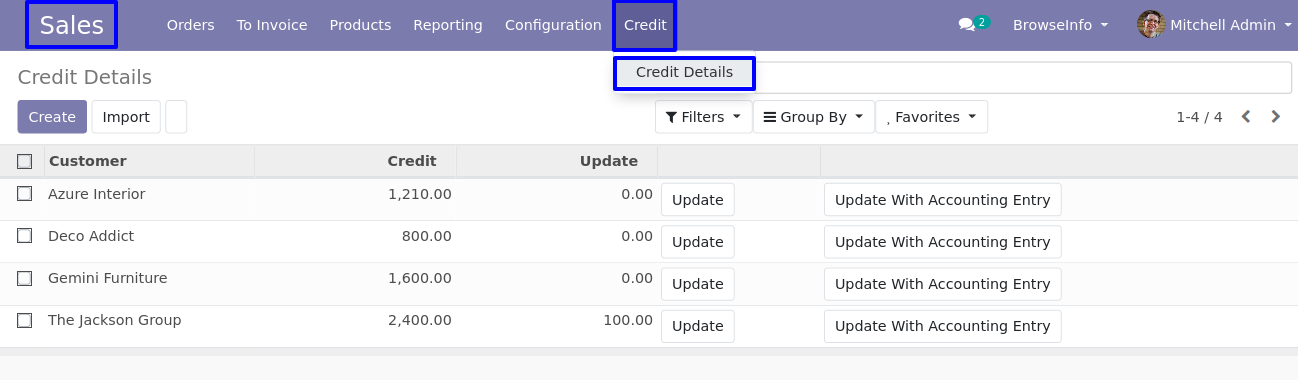 Sales Orders To Invoice Products Reporting Configuration Credit 2 BrowseInfo Mitchell Admin
Credit Details
Credit Details
Create Import Filters Group By Favorites 1-4 / 4
Customer Credit Update
Azure Interior 1,210.00 0.00 Update Update With Accounting Entry
Deco Addict 800.00 0.00 Update Update With Accounting Entry
Gemini Furniture 1,600.00 0.00 Update Update With Accounting Entry
The Jackson Group 2,400.00 100.00 Update Update With Accounting Entry